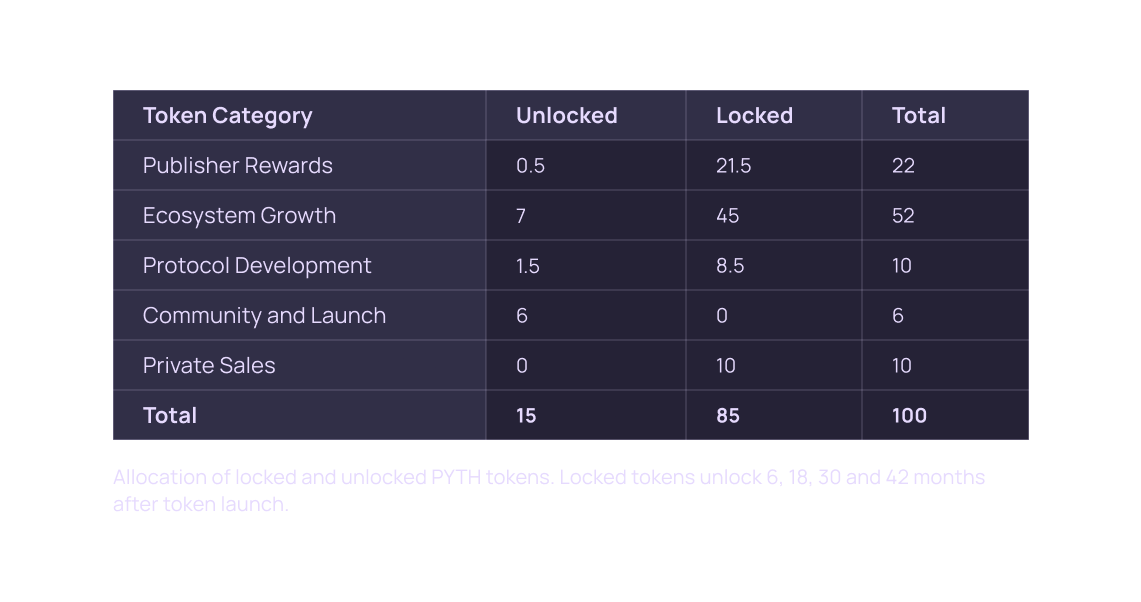 Token Category Unlocked Locked Total
Publisher Rewards 0.5 21.5 22
Ecosystem Growth 7 45 52
Protocol Development 1.5 8.5 10
Community and Launch 6 0 6
Private Sales 0 10 10
Total 15 85 100
Allocation of locked and unlocked PYTH tokens. Locked tokens unlock 6, 18, 30 and 42 months
after token launch.